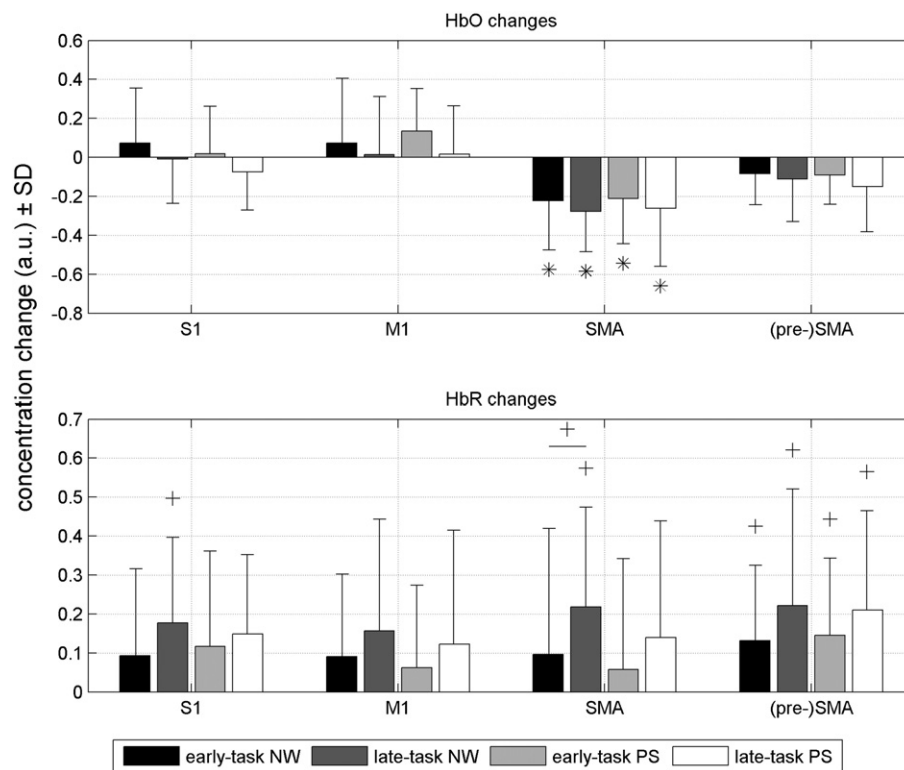 HbO changes
0.6
0.4
0.2
0
-0.2
-0.4
-0.6
-0.8
S1 M1 SMA (pre-)SMA
concentration change (a.u.) ± SD
HbR changes
0.7
0.6
0.5
0.4
0.3
0.2
0.1
0
S1 M1 SMA (pre-)SMA
early-task NW late-task NW early-task PS late-task PS